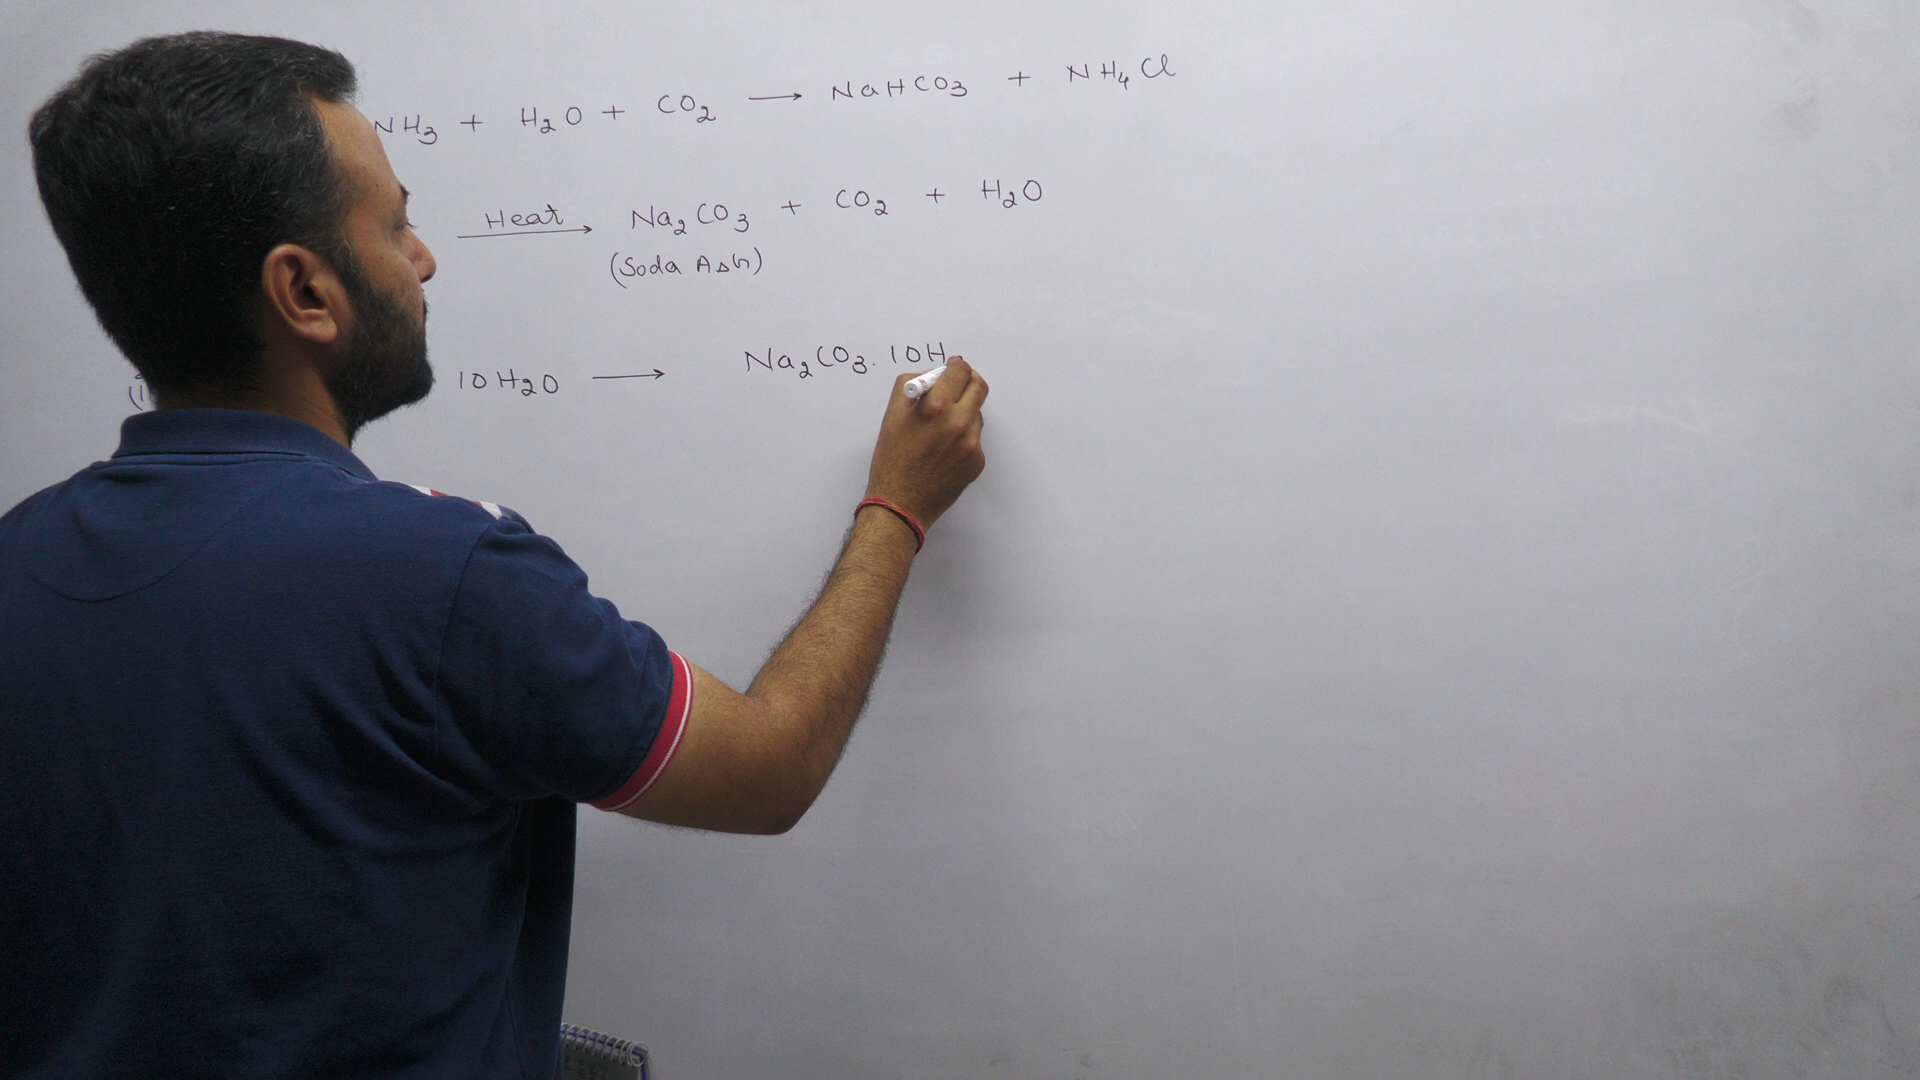 NH3 + H2O + CO2 → NaHCO3 + NH4Cl
Heat → Na2CO3 + CO2 + H2O
(Soda Ash)
10H2O → Na2CO3.10H